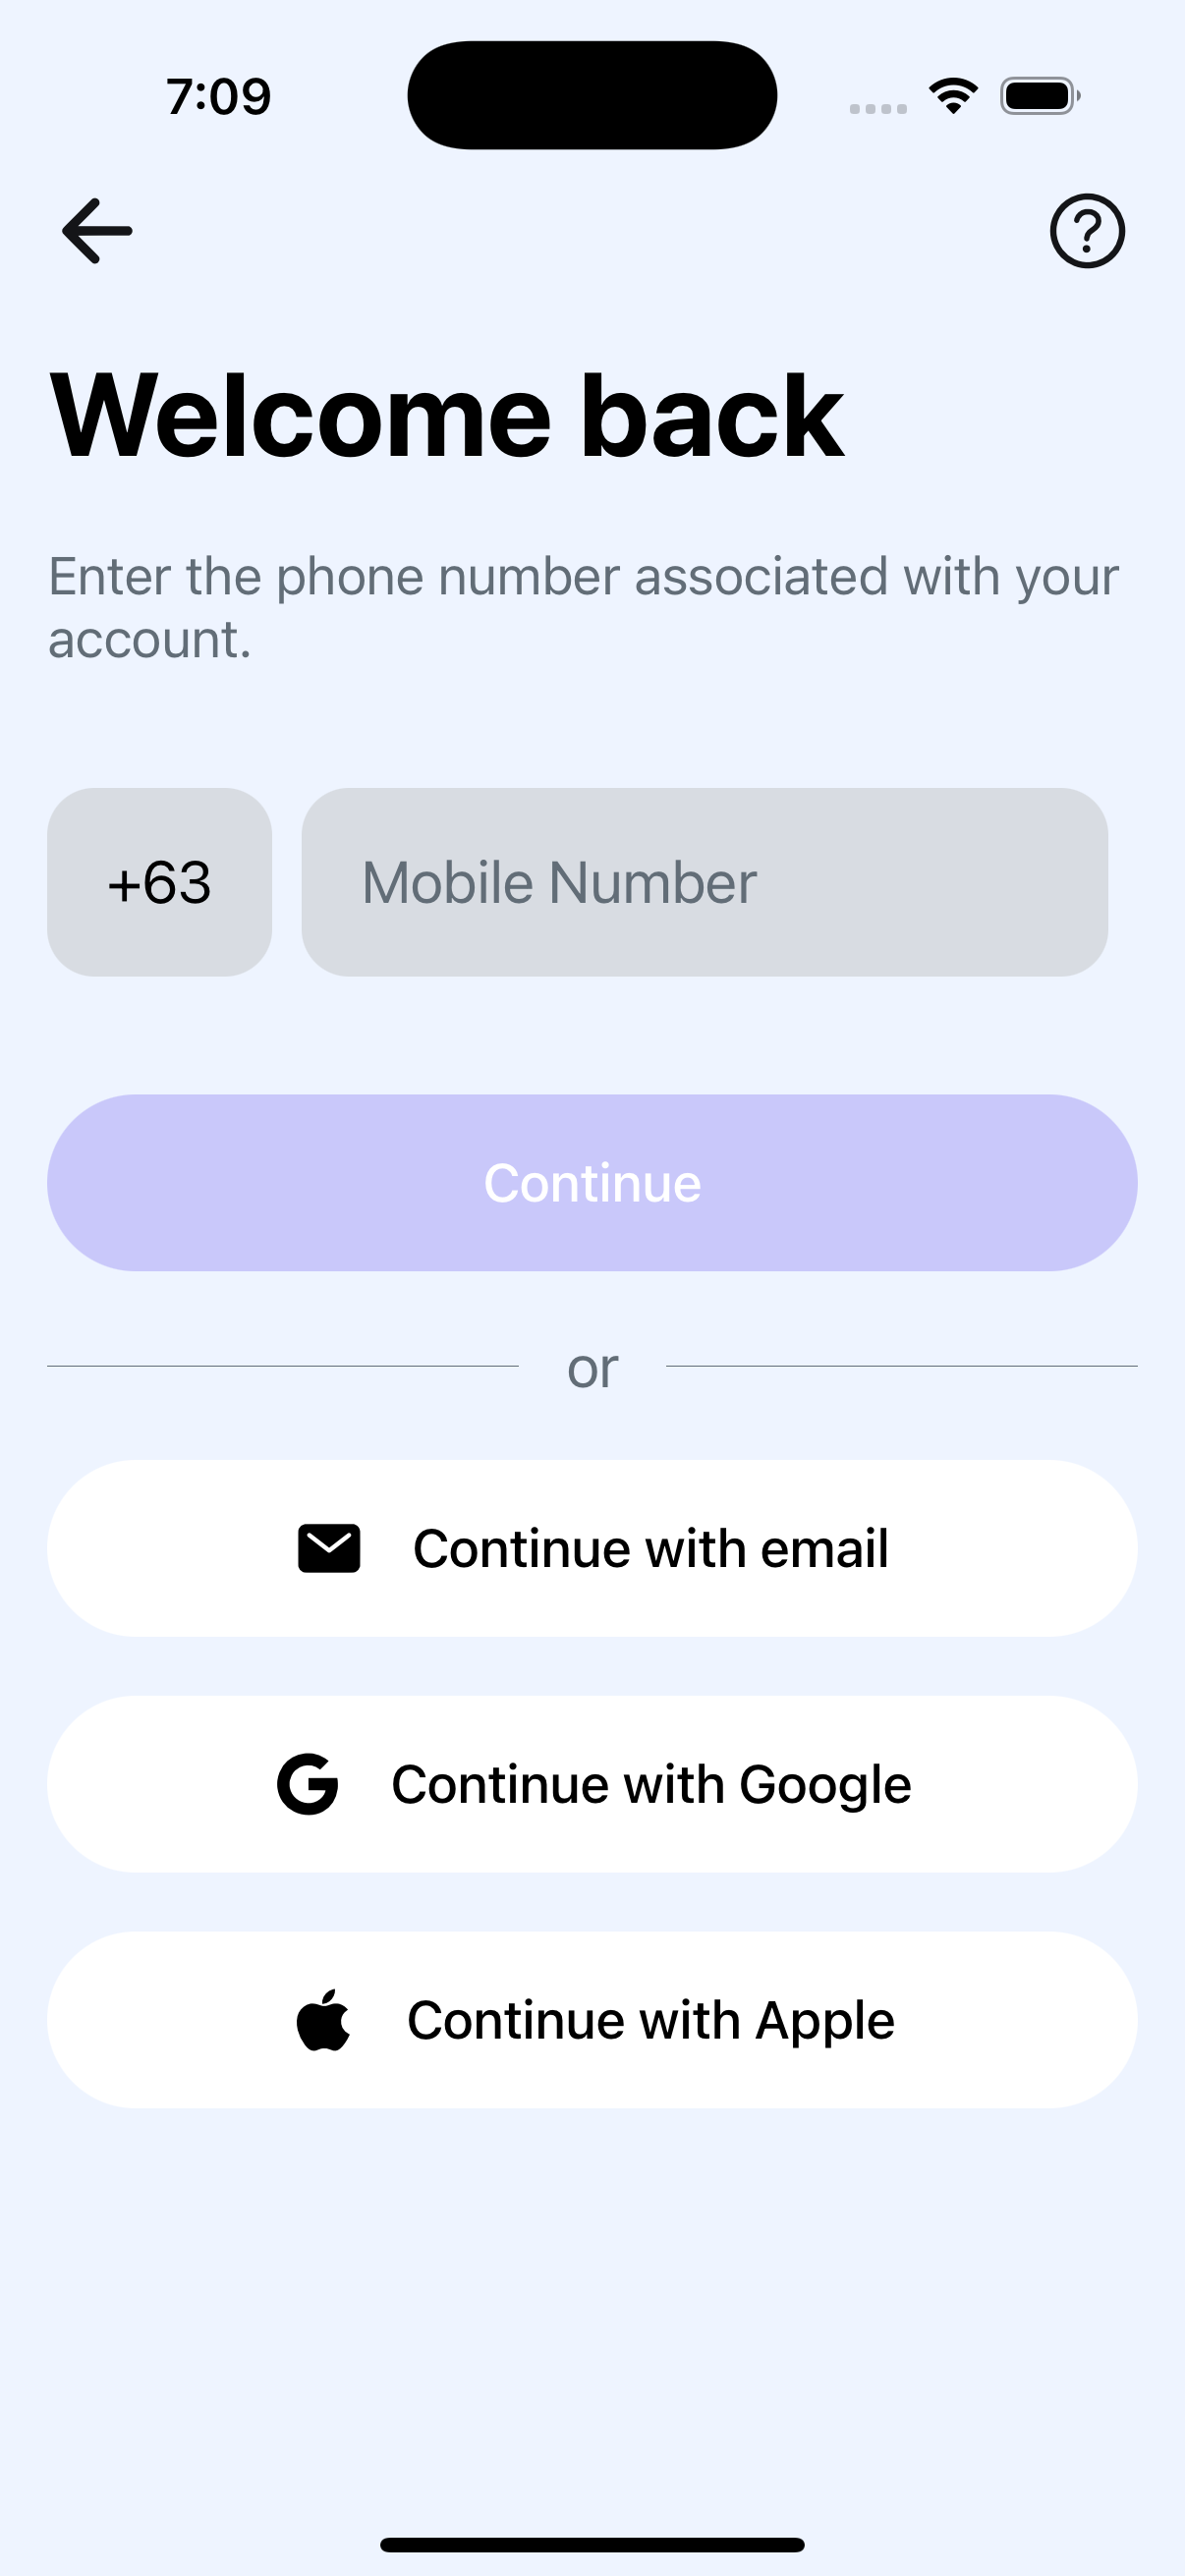 7:09
Welcome back
Enter the phone number associated with your
account.
+63 Mobile Number
Continue
or
Continue with email
Continue with Google
Continue with Apple